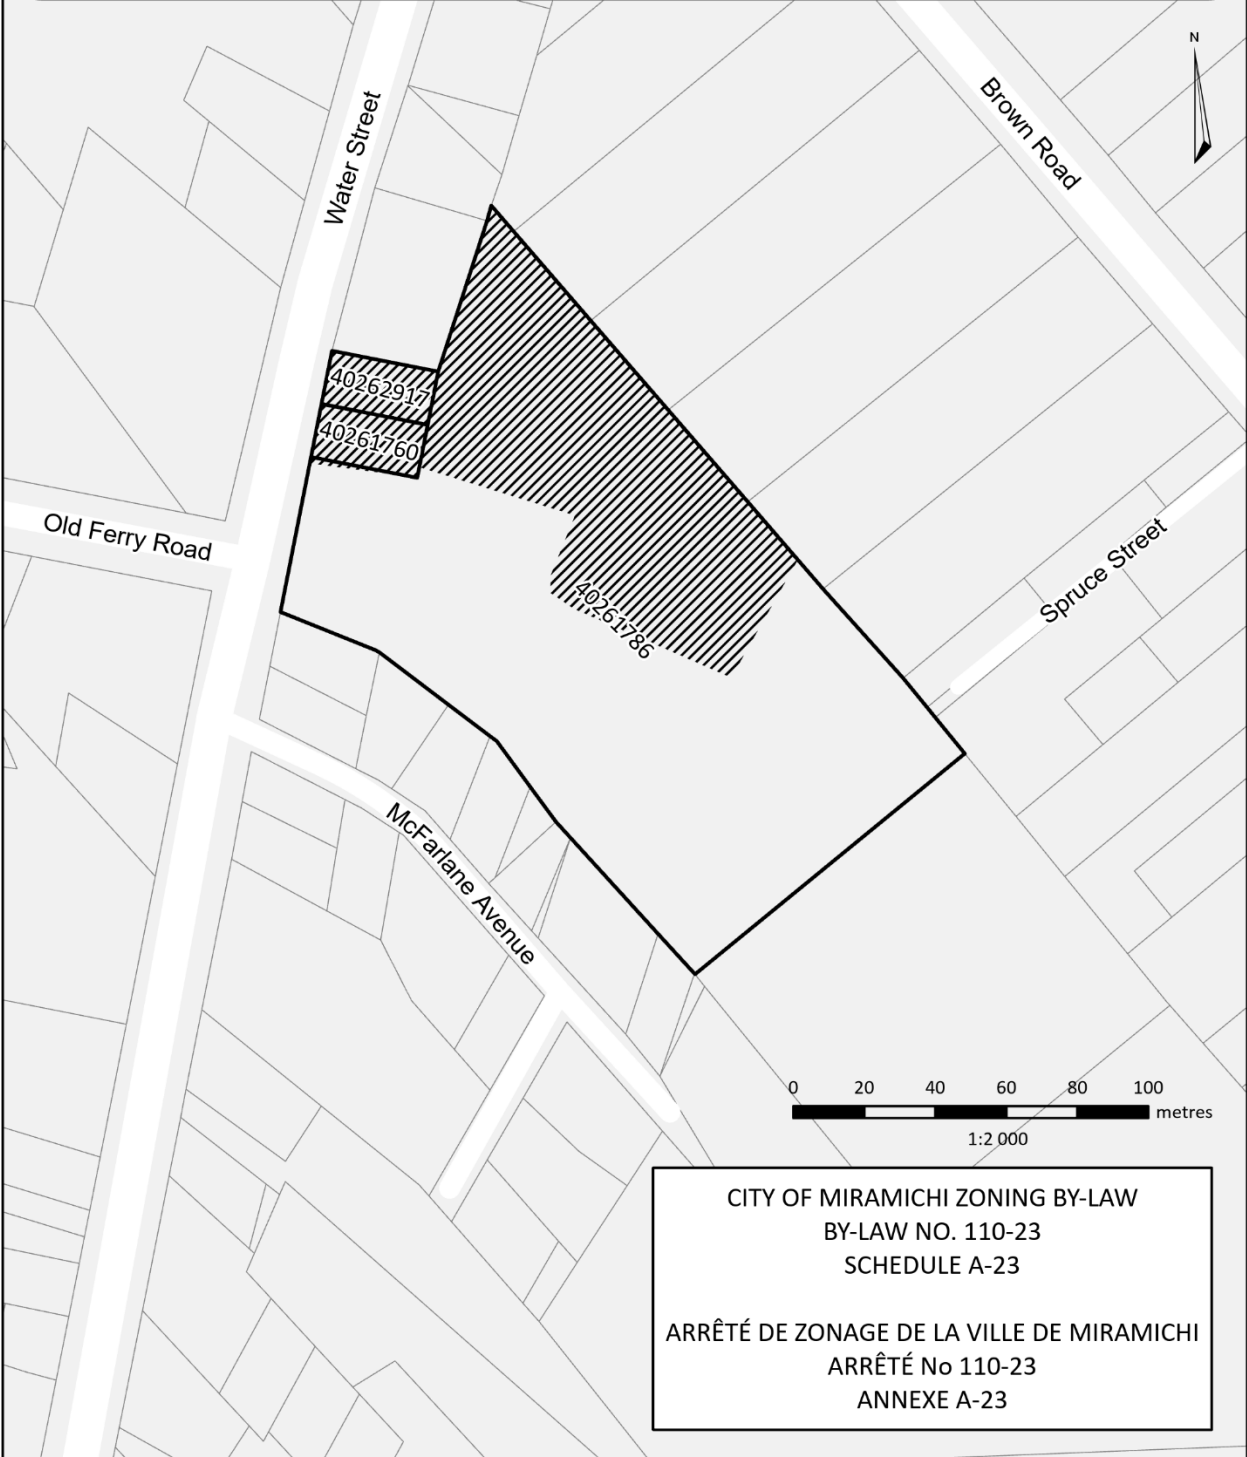 N
Brown Road
Water Street
40262917
40261760
Old Ferry Road
Spruce Street
40261786
McFarlane Avenue
0 20 40 60 80 100
metres
1:2 000
CITY OF MIRAMICHI ZONING BY-LAW
BY-LAW NO. 110-23
SCHEDULE A-23
ARRÊTÉ DE ZONAGE DE LA VILLE DE MIRAMICHI
ARRÊTÉ No 110-23
ANNEXE A-23